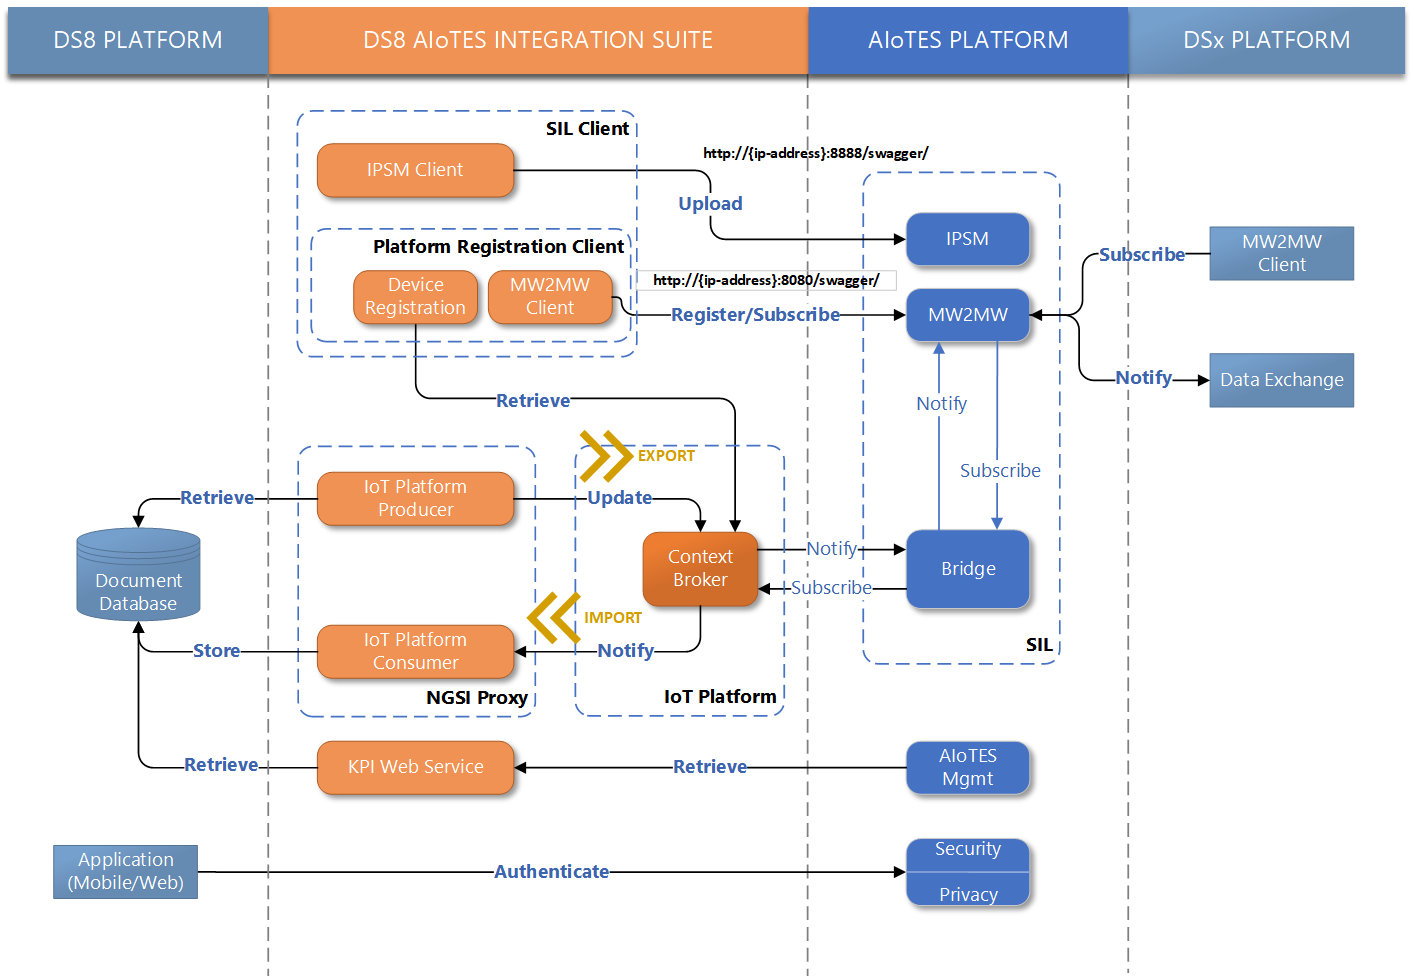 DS8 PLATFORM
DS8 AIoTES INTEGRATION SUITE
AIoTES PLATFORM
DSx PLATFORM
SIL Client
IPSM Client
http://{ip-address}:8888/swagger/
Upload
IPSM
Platform Registration Client
Device
Registration
MW2MW
Client
http://{ip-address}:8080/swagger/
Register/Subscribe
MW2MW
Subscribe
MW2MW
Client
Notify
Data Exchange
Retrieve
Notify
Subscribe
EXPORT
Retrieve
IoT Platform
Producer
Update
Document
Database
Context
Broker
Notify
Subscribe
Bridge
IMPORT
Store
IoT Platform
Consumer
Notify
SIL
NGSI Proxy
IoT Platform
Retrieve
KPI Web Service
Retrieve
AIoTES
Mgmt
Application
(Mobile/Web)
Authenticate
Security
Privacy